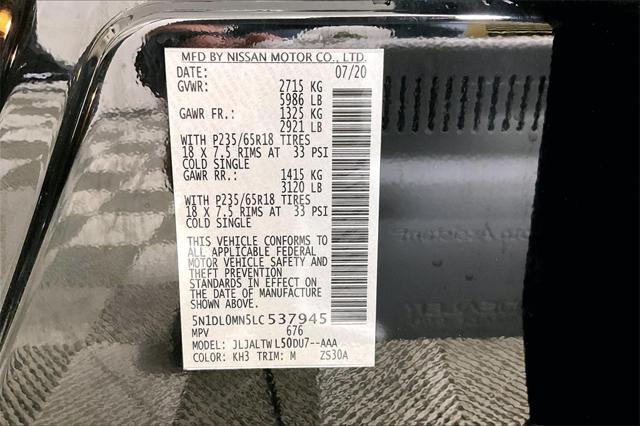 MFD BY NISSAN MOTOR CO., LTD.
DATE: 07/20
GVWR: 2715 KG
5986 LB
GAWR FR.: 1325 KG
2921 LB
WITH P235/65R18 TIRES
18 X 7.5 RIMS AT 33 PSI
COLD SINGLE
GAWR RR.: 1415 KG
3120 LB
WITH P235/65R18 TIRES
18 X 7.5 RIMS AT 33 PSI
COLD SINGLE
THIS VEHICLE CONFORMS TO
ALL APPLICABLE FEDERAL
MOTOR VEHICLE SAFETY AND
THEFT PREVENTION
STANDARDS IN EFFECT ON
THE DATE OF MANUFACTURE
SHOWN ABOVE.
5N1DL0MN5LC537945
MPV 676
MODEL: JLJALTWL50DU7--AAA
COLOR: KH3 TRIM: M ZS30A